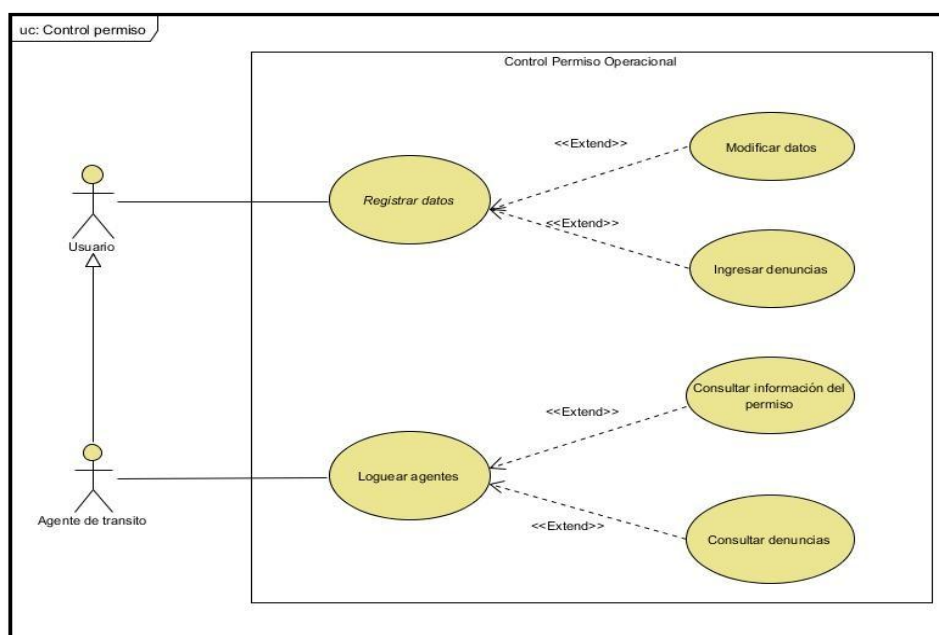 uc: Control permiso
Control Permiso Operacional
<<Extend>>
Modificar datos
Registrar datos
Usuario
<<Extend>>
Ingresar denuncias
Consultar información del
permiso
<<Extend>>
Loguear agentes
Agente de transito
<<Extend>>
Consultar denuncias